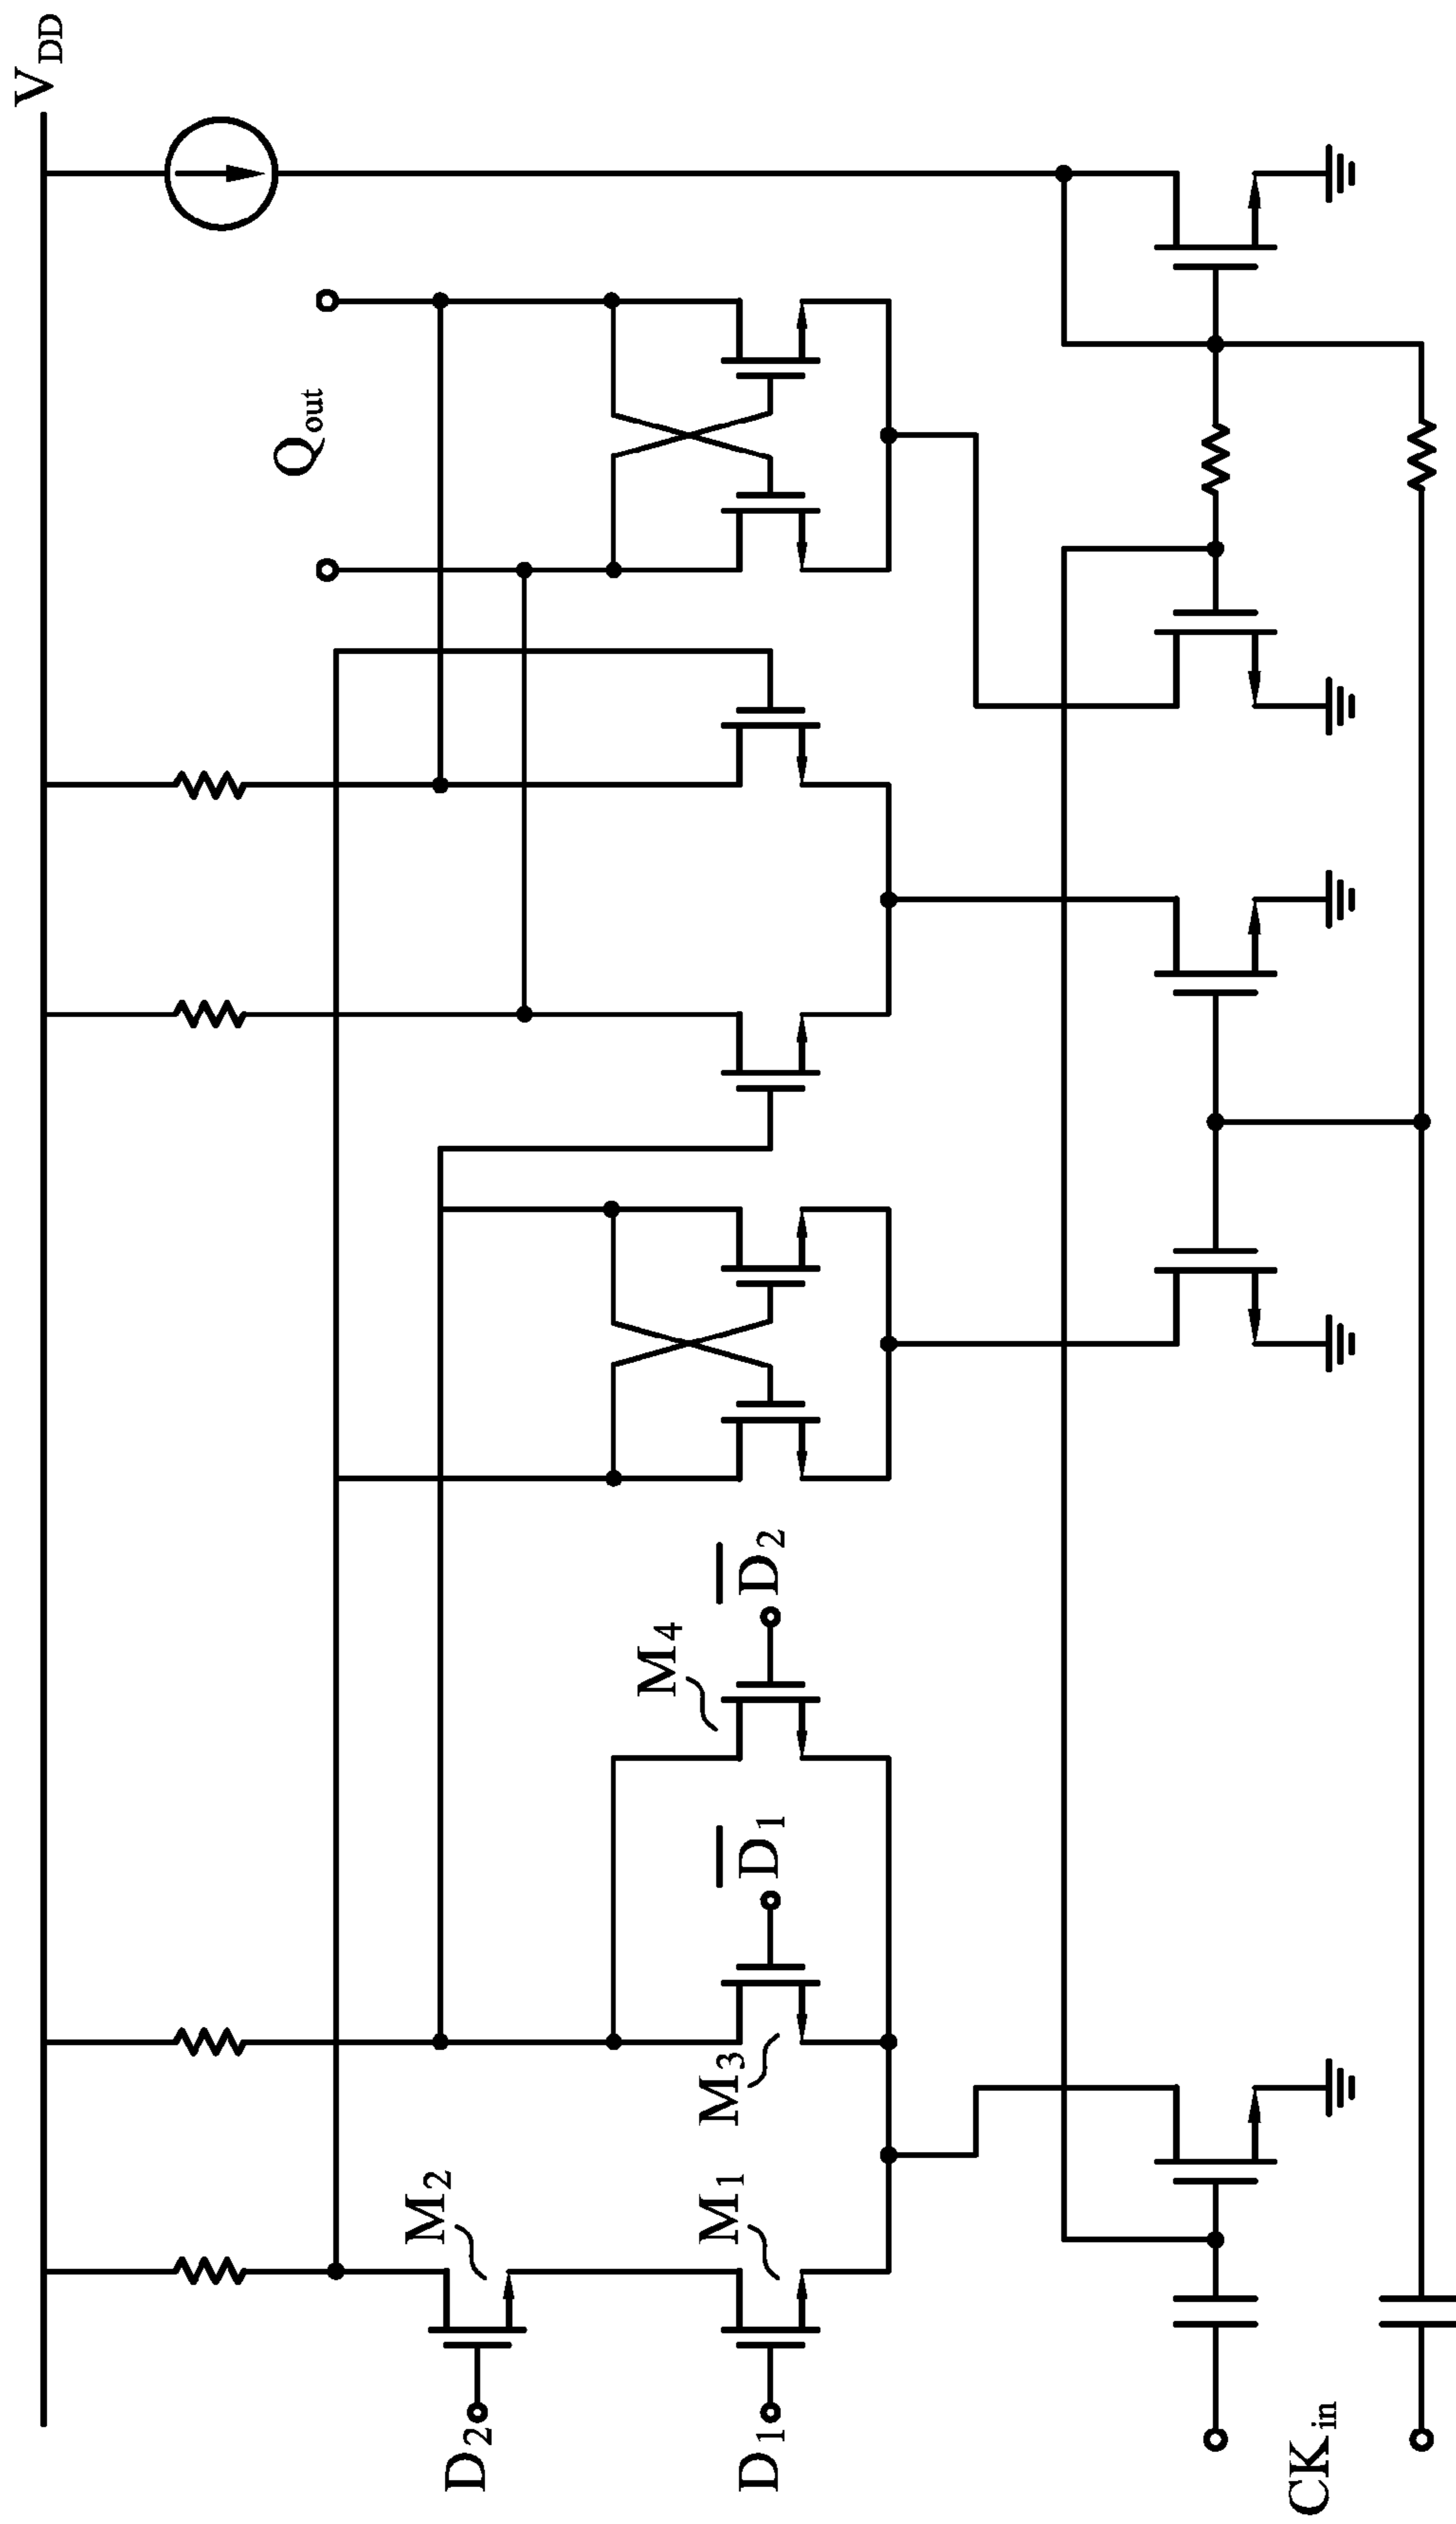 V_DD
Q_out
D̅₂
M₄
D̅₁
M₃
M₂
M₁
D₂
D₁
CK_in